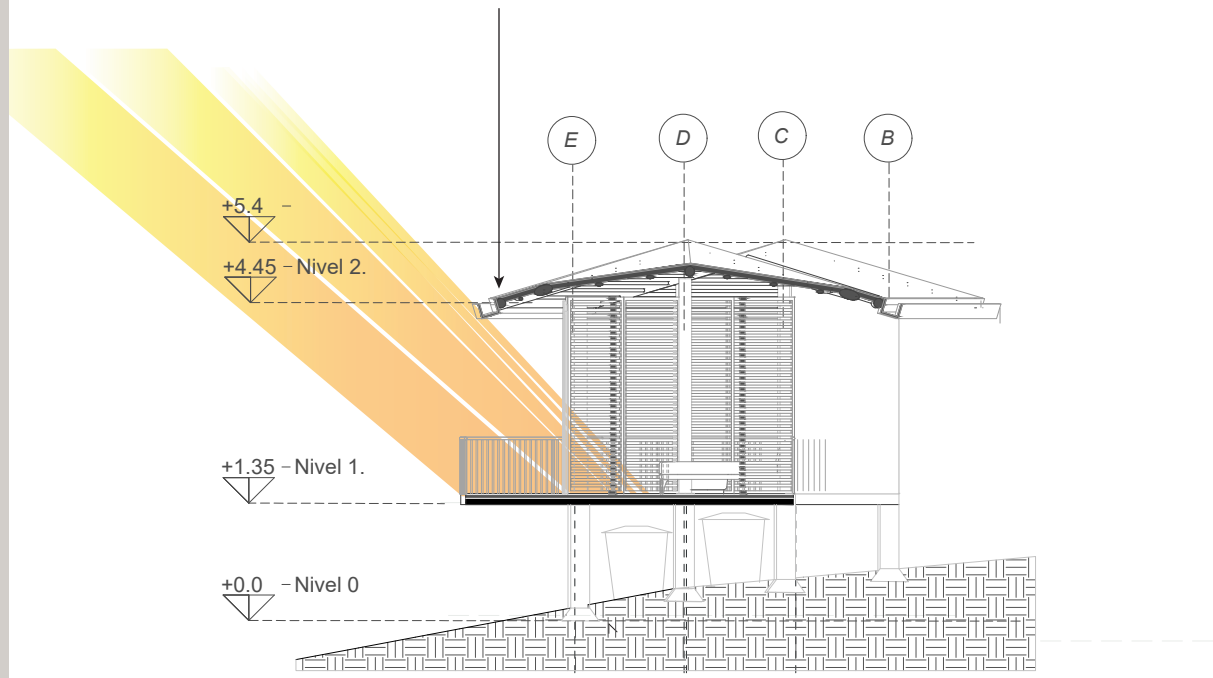 E
D
C
B
+5.4 -
+4.45 - Nivel 2.
+1.35 - Nivel 1.
+0.0 - Nivel 0
N